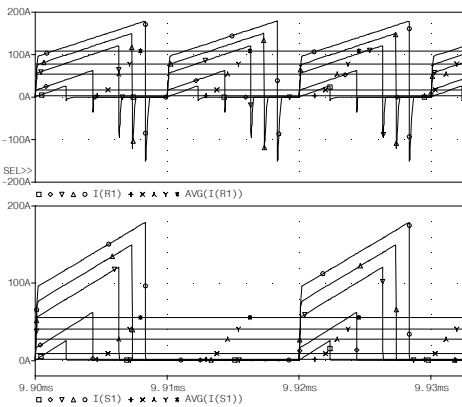 200A
100A
0A
-100A
SEL>>
-200A
I(R1) AVG(I(R1))
200A
100A
0A
9.90ms 9.91ms 9.92ms 9.93ms
I(S1) AVG(I(S1))